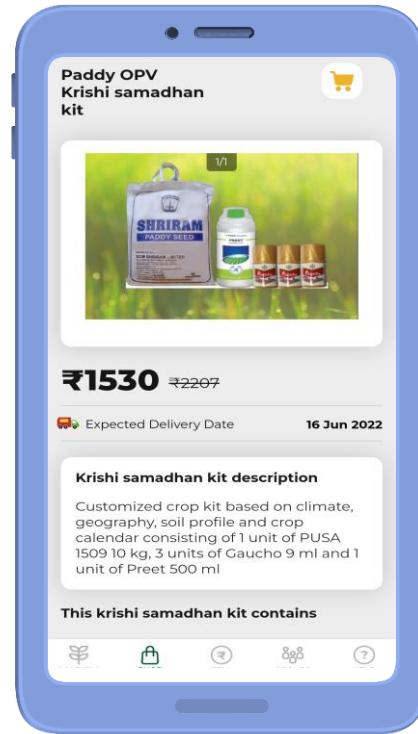 Paddy OPV
Krishi samadhan
kit
1/1
SHRIRAM
PADDY SEED
PREET
₹1530 ₹2207
Expected Delivery Date 16 Jun 2022
Krishi samadhan kit description
Customized crop kit based on climate,
geography, soil profile and crop
calendar consisting of 1 unit of PUSA
1509 10 kg, 3 units of Gaucho 9 ml and 1
unit of Preet 500 ml
This krishi samadhan kit contains